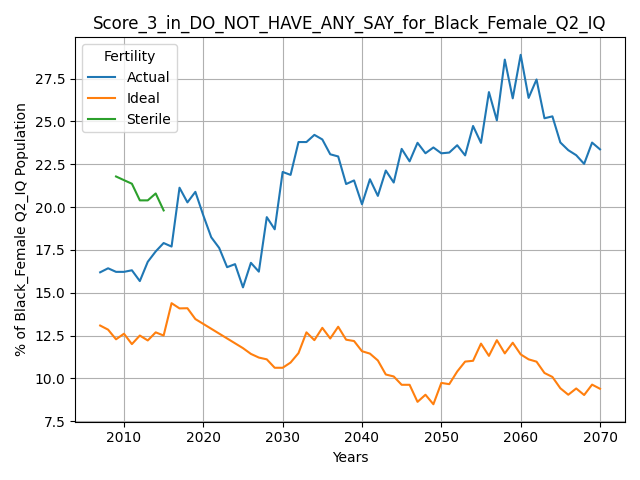 Score_3_in_DO_NOT_HAVE_ANY_SAY_for_Black_Female_Q2_IQ
Fertility
Actual
Ideal
Sterile
% of Black_Female Q2_IQ Population
27.5
25.0
22.5
20.0
17.5
15.0
12.5
10.0
7.5
2010
2020
2030
2040
2050
2060
2070
Years